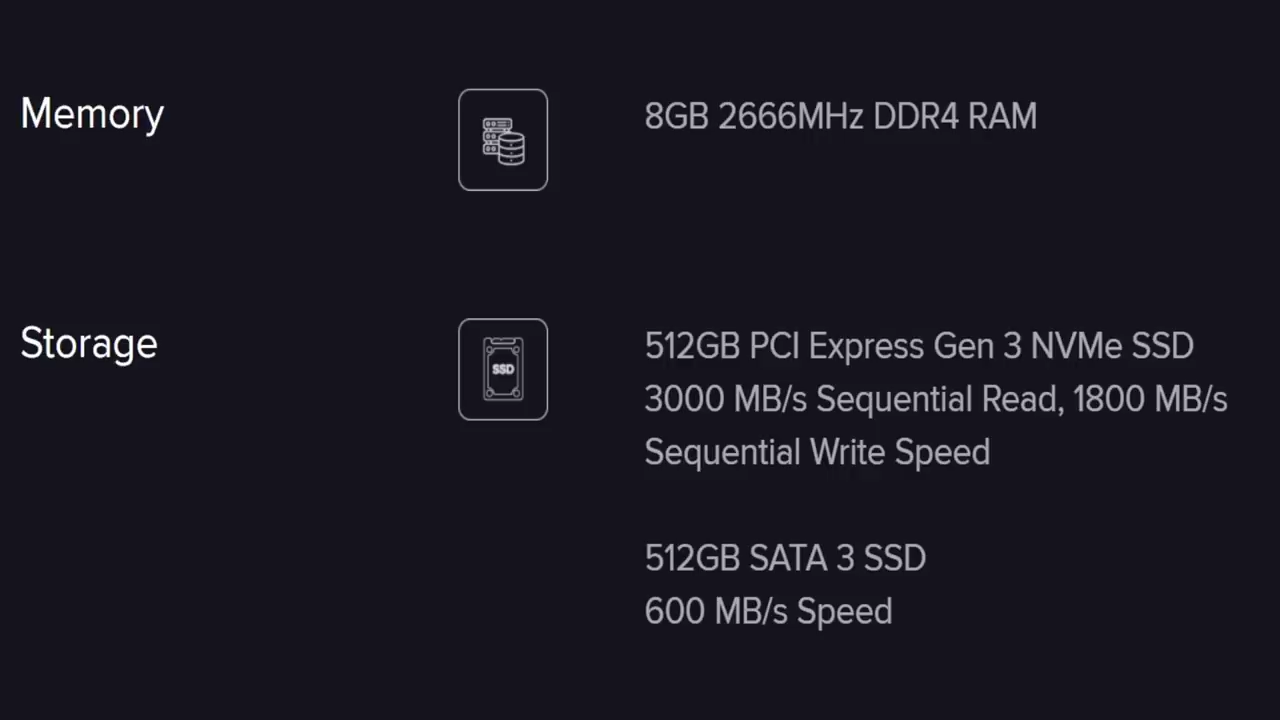 Memory
8GB 2666MHz DDR4 RAM
Storage
SSD
512GB PCI Express Gen 3 NVMe SSD
3000 MB/s Sequential Read, 1800 MB/s
Sequential Write Speed
512GB SATA 3 SSD
600 MB/s Speed